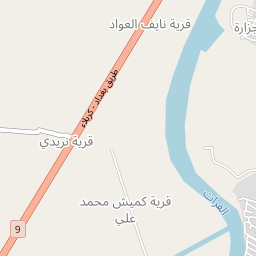 قرية نايف العواد
جزارة
طريق بغداد - كربلاء
قرية تريدي
الفرات
قرية كميش محمد
علي
9